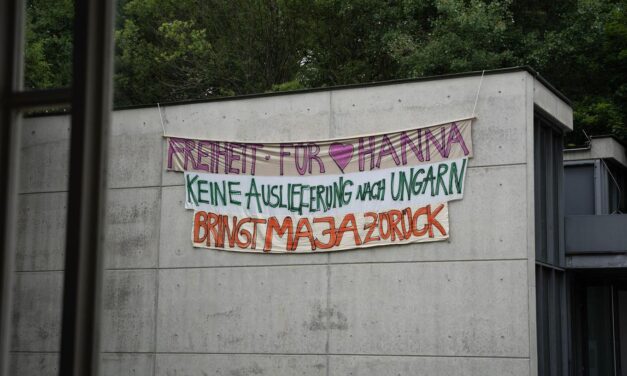 FREIHEIT · FÜR ♥ HANNA
KEINE AUSLIEFERUNG NACH UNGARN
BRINGT MAJA ZURÜCK